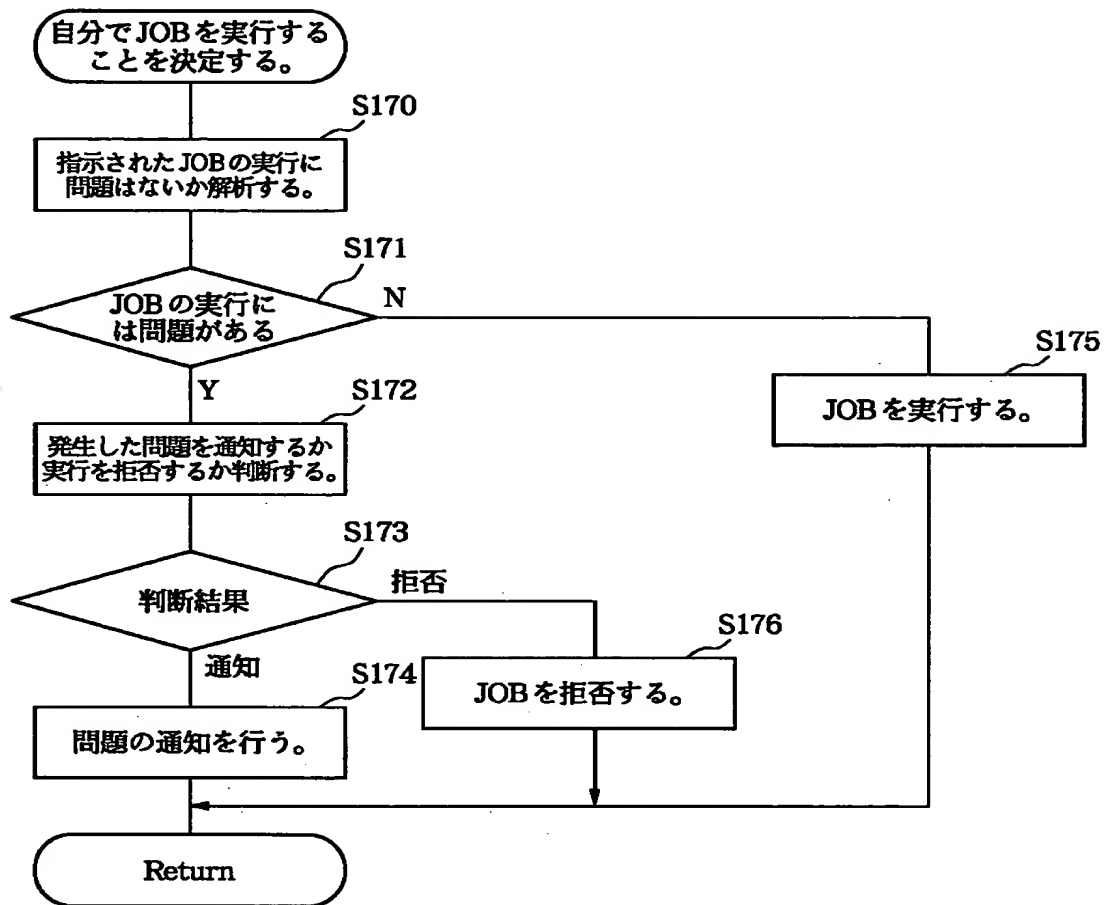 自分でJOBを実行する
ことを決定する。
S170
指示されたJOBの実行に
問題はないか解析する。
S171
JOBの実行に
は問題がある
N
S175
JOBを実行する。
Y
S172
発生した問題を通知するか
実行を拒否するか判断する。
S173
判断結果
拒否
S176
JOBを拒否する。
通知
S174
問題の通知を行う。
Return